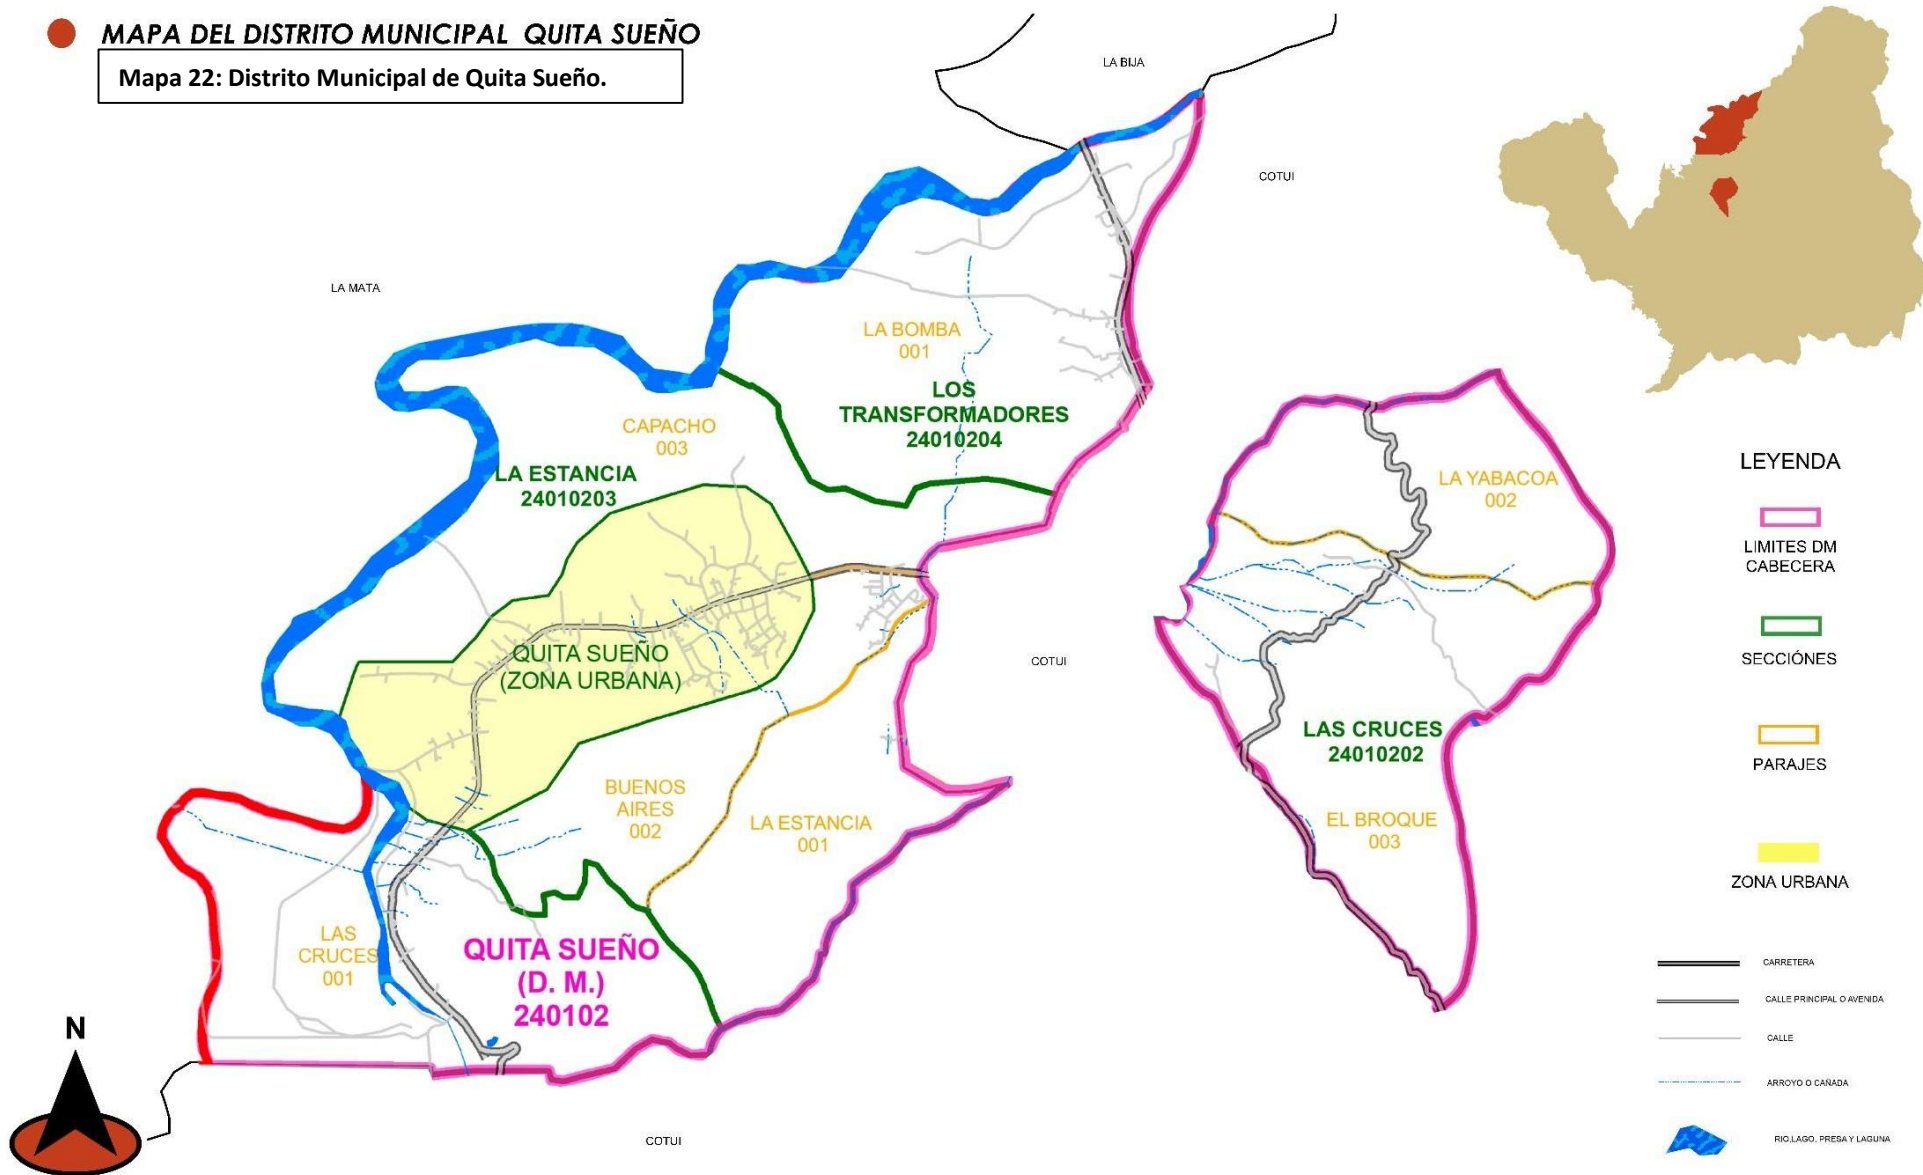 MAPA DEL DISTRITO MUNICIPAL QUITA SUEÑO
Mapa 22: Distrito Municipal de Quita Sueño.
LA BIJA
COTUI
LA MATA
LA BOMBA
001
LOS
TRANSFORMADORES
24010204
CAPACHO
003
LA ESTANCIA
24010203
QUITA SUEÑO
(ZONA URBANA)
COTUI
BUENOS
AIRES
002
LA ESTANCIA
001
LAS
CRUCES
001
QUITA SUEÑO
(D. M.)
240102
COTUI
N
LA YABACOA
002
LAS CRUCES
24010202
EL BROQUE
003
LEYENDA
LIMITES DM
CABECERA
SECCIÓNES
PARAJES
ZONA URBANA
CARRETERA
CALLE PRINCIPAL O AVENIDA
CALLE
ARROYO O CAÑADA
RIO,LAGO, PRESA Y LAGUNA